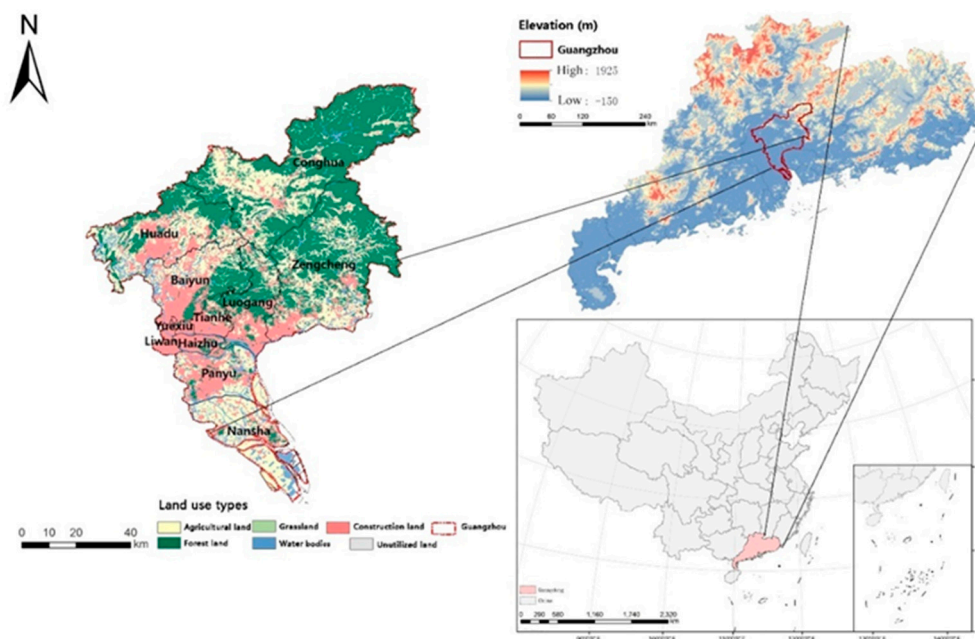 N
Conghua
Huadu
Zengcheng
Baiyun
Luogang
Tianhe
Yuexiu
Liwan
Haizhu
Panyu
Nansha
Land use types
Agricultural land
Grassland
Construction land
Guangzhou
Forest land
Water bodies
Unutilized land
0 10 20 40
km
Elevation (m)
Guangzhou
High : 1925
Low : -150
0 60 120 240
km
0 290 580 1,160 1,740 2,320
km